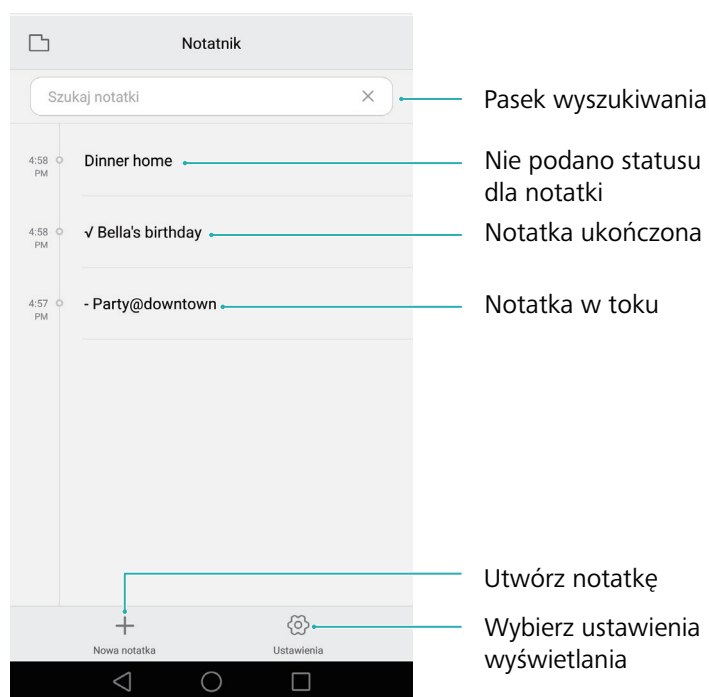 Notatnik
Szukaj notatki
Pasek wyszukiwania
4:58
PM
Dinner home
Nie podano statusu
dla notatki
4:58
PM
√ Bella's birthday
Notatka ukończona
4:57
PM
- Party@downtown
Notatka w toku
Utwórz notatkę
Nowa notatka
Ustawienia
Wybierz ustawienia
wyświetlania